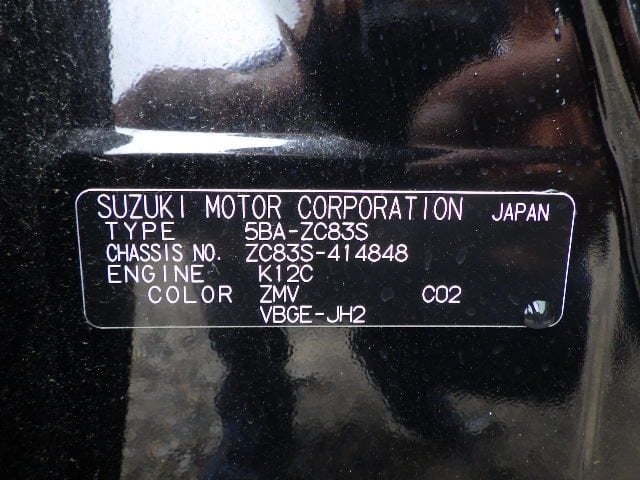 SUZUKI MOTOR CORPORATION JAPAN
TYPE 5BA-ZC83S
CHASSIS NO. ZC83S-414848
ENGINE K12C
COLOR ZMV C02
VBGE-JH2